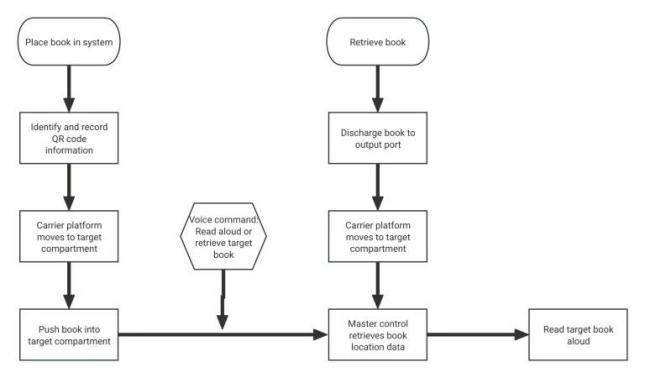 Place book in system
Retrieve book
Identify and record
QR code
information
Discharge book to
output port
Carrier platform
moves to target
compartment
Voice command:
Read aloud or
retrieve target
book
Carrier platform
moves to target
compartment
Push book into
target compartment
Master control
retrieves book
location data
Read target book
aloud